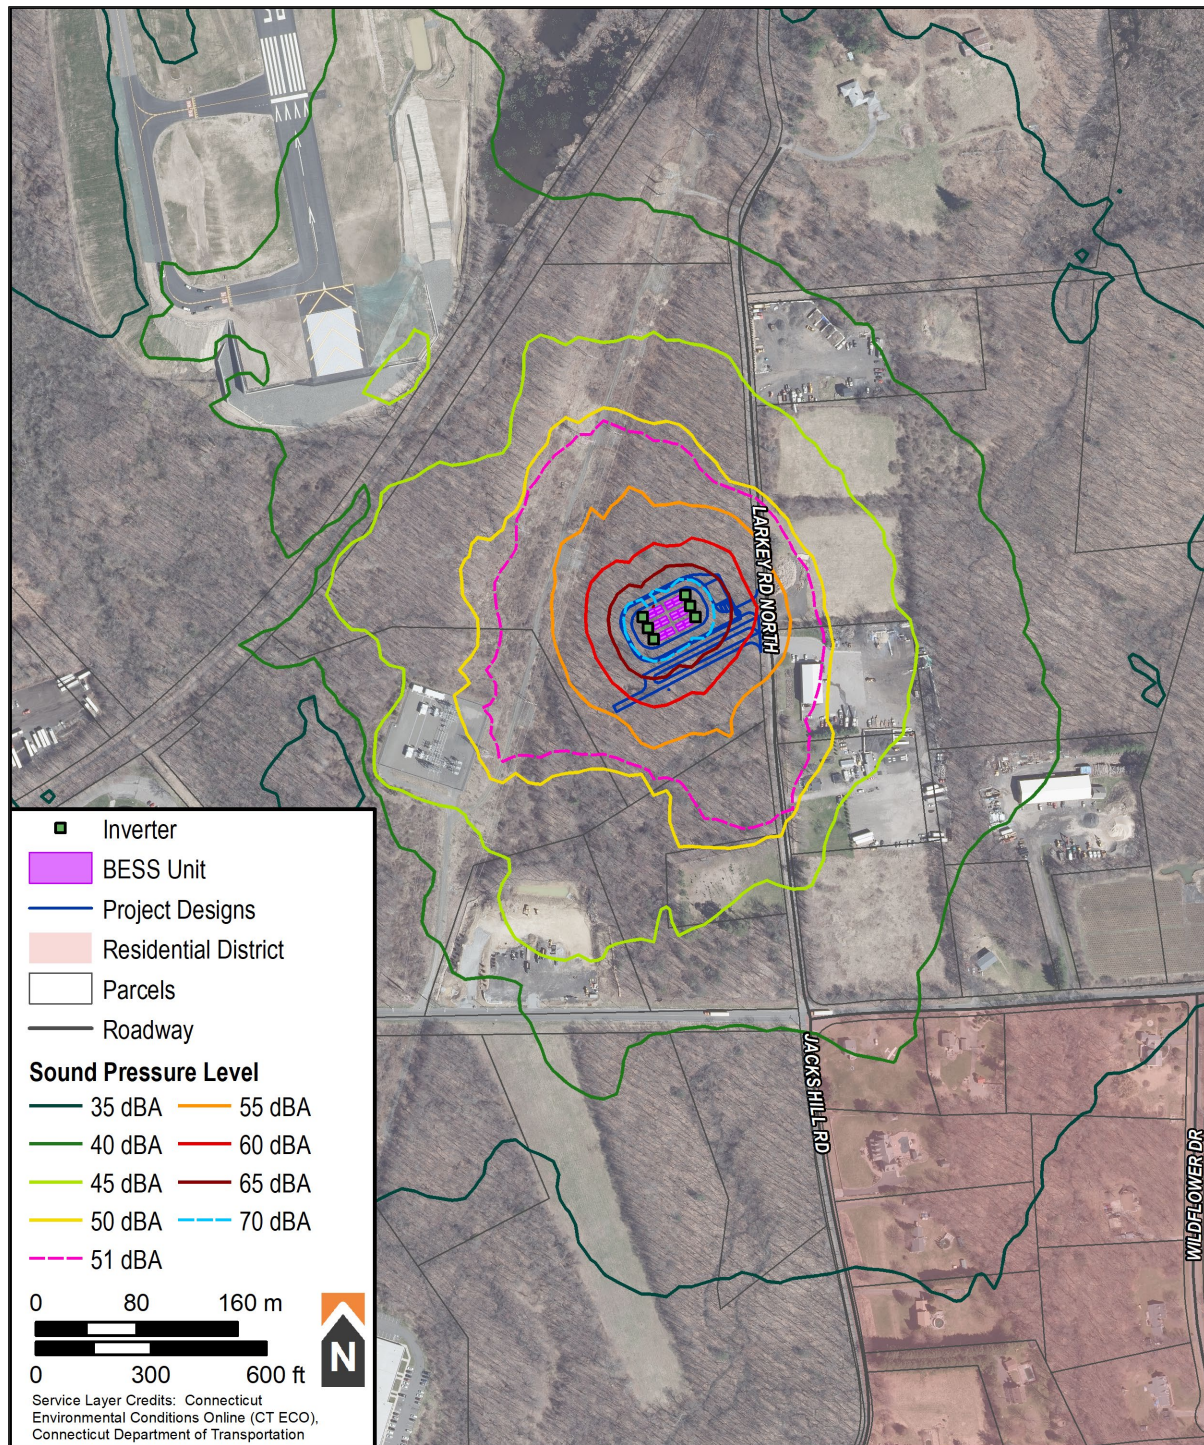 LARKEY RD NORTH
JACKS HILL RD
WILDFLOWER DR
Inverter
BESS Unit
Project Designs
Residential District
Parcels
Roadway
Sound Pressure Level
35 dBA 55 dBA
40 dBA 60 dBA
45 dBA 65 dBA
50 dBA 70 dBA
51 dBA
0 80 160 m
0 300 600 ft
N
Service Layer Credits: Connecticut
Environmental Conditions Online (CT ECO),
Connecticut Department of Transportation